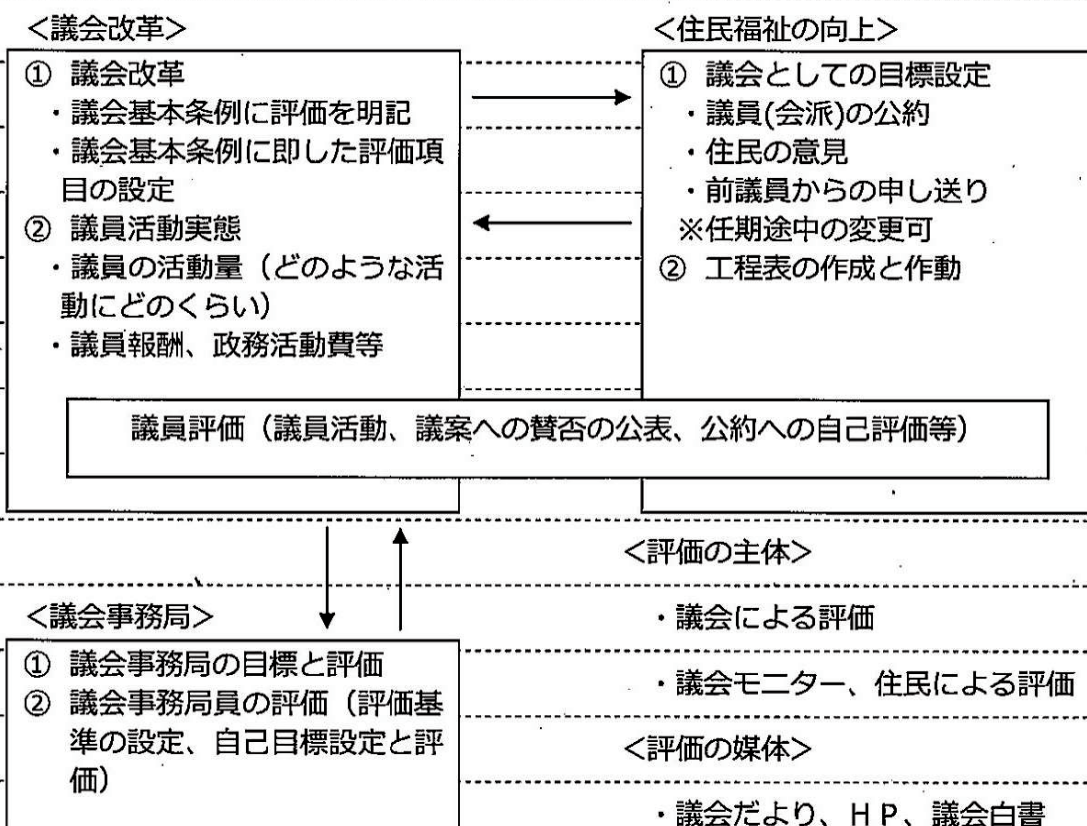 ＜議会改革＞
① 議会改革
・議会基本条例に評価を明記
・議会基本条例に即した評価項
目の設定
② 議員活動実態
・議員の活動量（どのような活
動にどのくらい）
・議員報酬、政務活動費等
＜住民福祉の向上＞
① 議会としての目標設定
・議員(会派)の公約
・住民の意見
・前議員からの申し送り
※任期途中の変更可
② 工程表の作成と作動
議員評価（議員活動、議案への賛否の公表、公約への自己評価等）
＜議会事務局＞
① 議会事務局の目標と評価
② 議会事務局員の評価（評価基
準の設定、自己目標設定と評
価）
＜評価の主体＞
・議会による評価
・議会モニター、住民による評価
＜評価の媒体＞
・議会だより、ＨＰ、議会白書